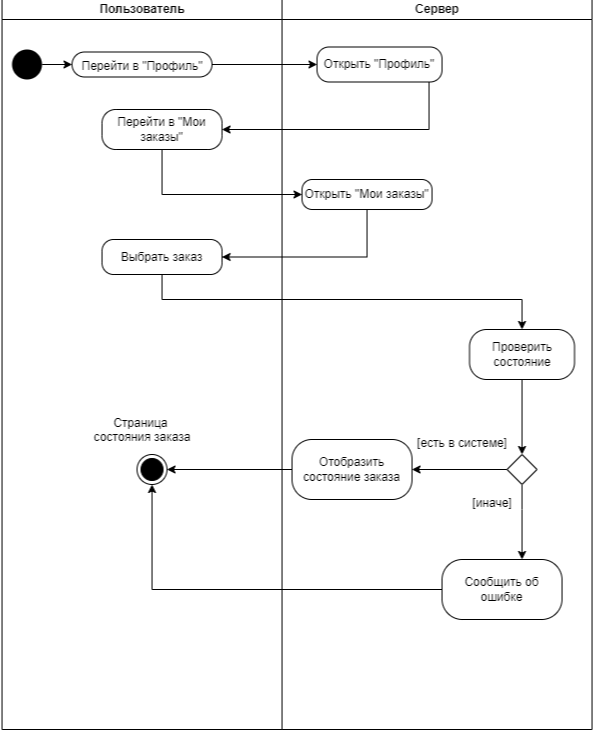 Пользователь
Сервер
Перейти в "Профиль"
Открыть "Профиль"
Перейти в "Мои
заказы"
Открыть "Мои заказы"
Выбрать заказ
Проверить
состояние
Страница
состояния заказа
[есть в системе]
Отобразить
состояние заказа
[иначе]
Сообщить об
ошибке